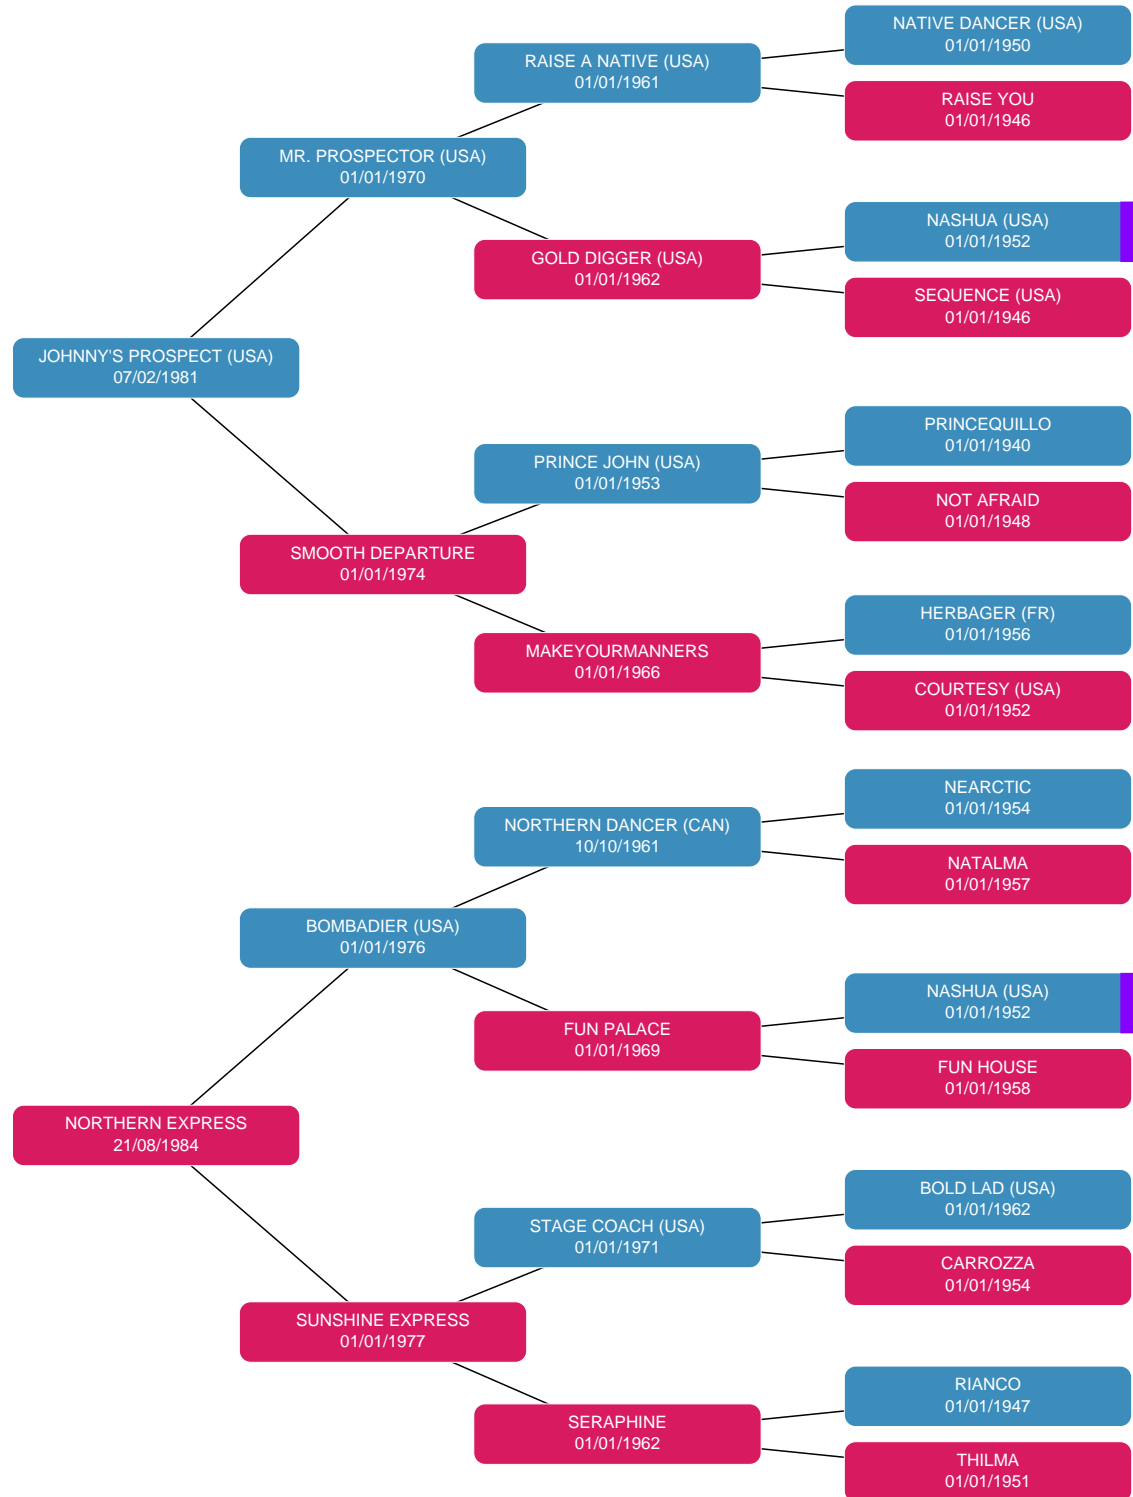 NATIVE DANCER (USA)
01/01/1950
RAISE A NATIVE (USA)
01/01/1961
RAISE YOU
01/01/1946
MR. PROSPECTOR (USA)
01/01/1970
NASHUA (USA)
01/01/1952
GOLD DIGGER (USA)
01/01/1962
SEQUENCE (USA)
01/01/1946
JOHNNY'S PROSPECT (USA)
07/02/1981
PRINCEQUILLO
01/01/1940
PRINCE JOHN (USA)
01/01/1953
NOT AFRAID
01/01/1948
SMOOTH DEPARTURE
01/01/1974
HERBAGER (FR)
01/01/1956
MAKEYOURMANNERS
01/01/1966
COURTESY (USA)
01/01/1952
NEARCTIC
01/01/1954
NORTHERN DANCER (CAN)
10/10/1961
NATALMA
01/01/1957
BOMBADIER (USA)
01/01/1976
NASHUA (USA)
01/01/1952
FUN PALACE
01/01/1969
FUN HOUSE
01/01/1958
NORTHERN EXPRESS
21/08/1984
BOLD LAD (USA)
01/01/1962
STAGE COACH (USA)
01/01/1971
CARROZZA
01/01/1954
SUNSHINE EXPRESS
01/01/1977
RIANCO
01/01/1947
SERAPHINE
01/01/1962
THILMA
01/01/1951